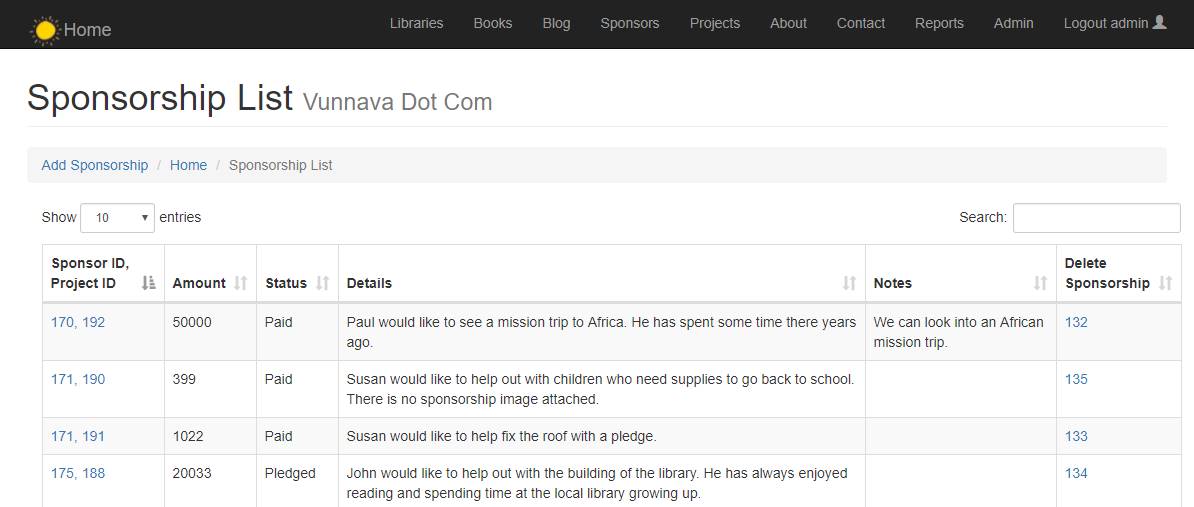 Home Libraries Books Blog Sponsors Projects About Contact Reports Admin Logout admin
Sponsorship List Vunnava Dot Com
Add Sponsorship / Home / Sponsorship List
Show 10 entries Search:
Sponsor ID, Project ID Amount Status Details Notes Delete Sponsorship
170, 192 50000 Paid Paul would like to see a mission trip to Africa. He has spent some time there years We can look into an African 132
ago. mission trip.
171, 190 399 Paid Susan would like to help out with children who need supplies to go back to school. 135
There is no sponsorship image attached.
171, 191 1022 Paid Susan would like to help fix the roof with a pledge. 133
175, 188 20033 Pledged John would like to help out with the building of the library. He has always enjoyed 134
reading and spending time at the local library growing up.